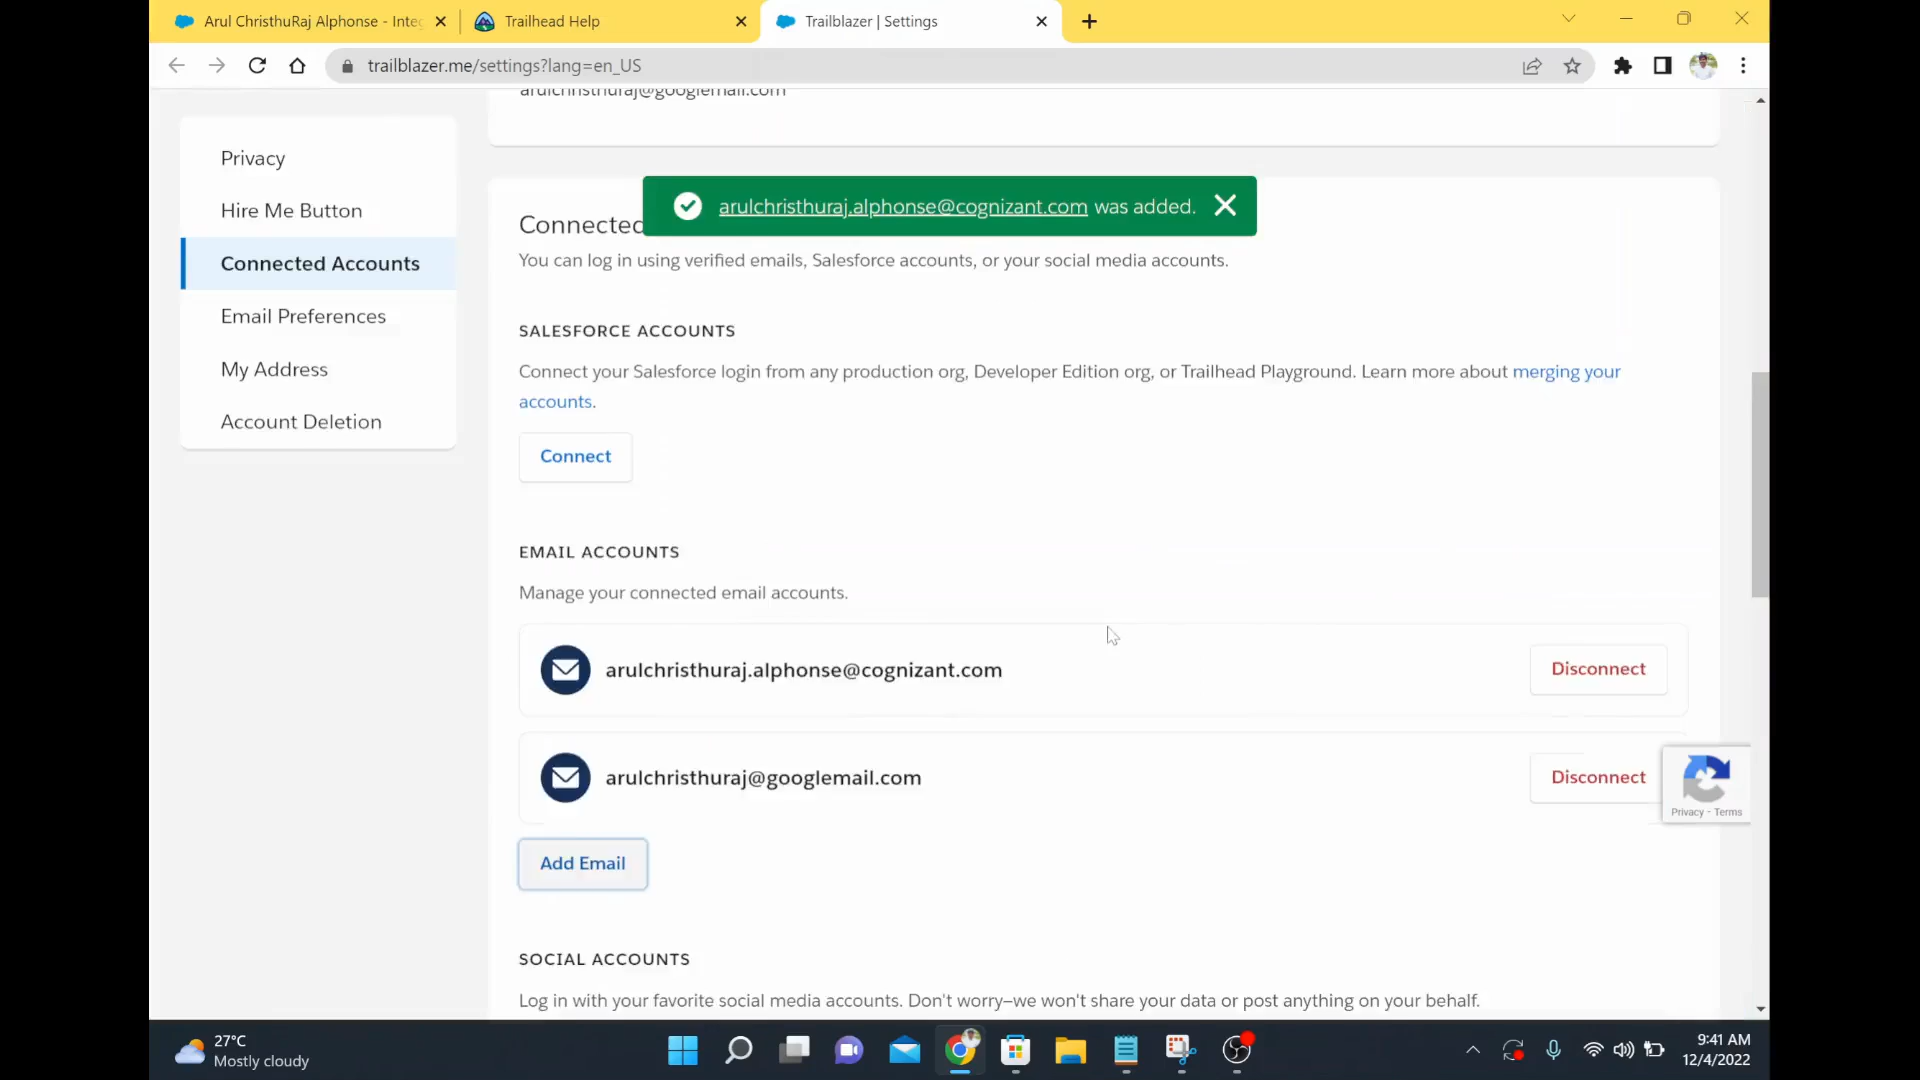 Arul ChristhuRaj Alphonse - Inte
Trailhead Help
Trailblazer | Settings
trailblazer.me/settings?lang=en_US
arulchristhuraj@googlemail.com
Privacy
Hire Me Button
Connected Accounts
Email Preferences
My Address
Account Deletion
arulchristhuraj.alphonse@cognizant.com was added.
Connected
You can log in using verified emails, Salesforce accounts, or your social media accounts.
SALESFORCE ACCOUNTS
Connect your Salesforce login from any production org, Developer Edition org, or Trailhead Playground. Learn more about merging your
accounts.
Connect
EMAIL ACCOUNTS
Manage your connected email accounts.
arulchristhuraj.alphonse@cognizant.com
Disconnect
arulchristhuraj@googlemail.com
Disconnect
Privacy - Terms
Add Email
SOCIAL ACCOUNTS
Log in with your favorite social media accounts. Don't worry—we won't share your data or post anything on your behalf.
27°C
Mostly cloudy
9:41 AM
12/4/2022